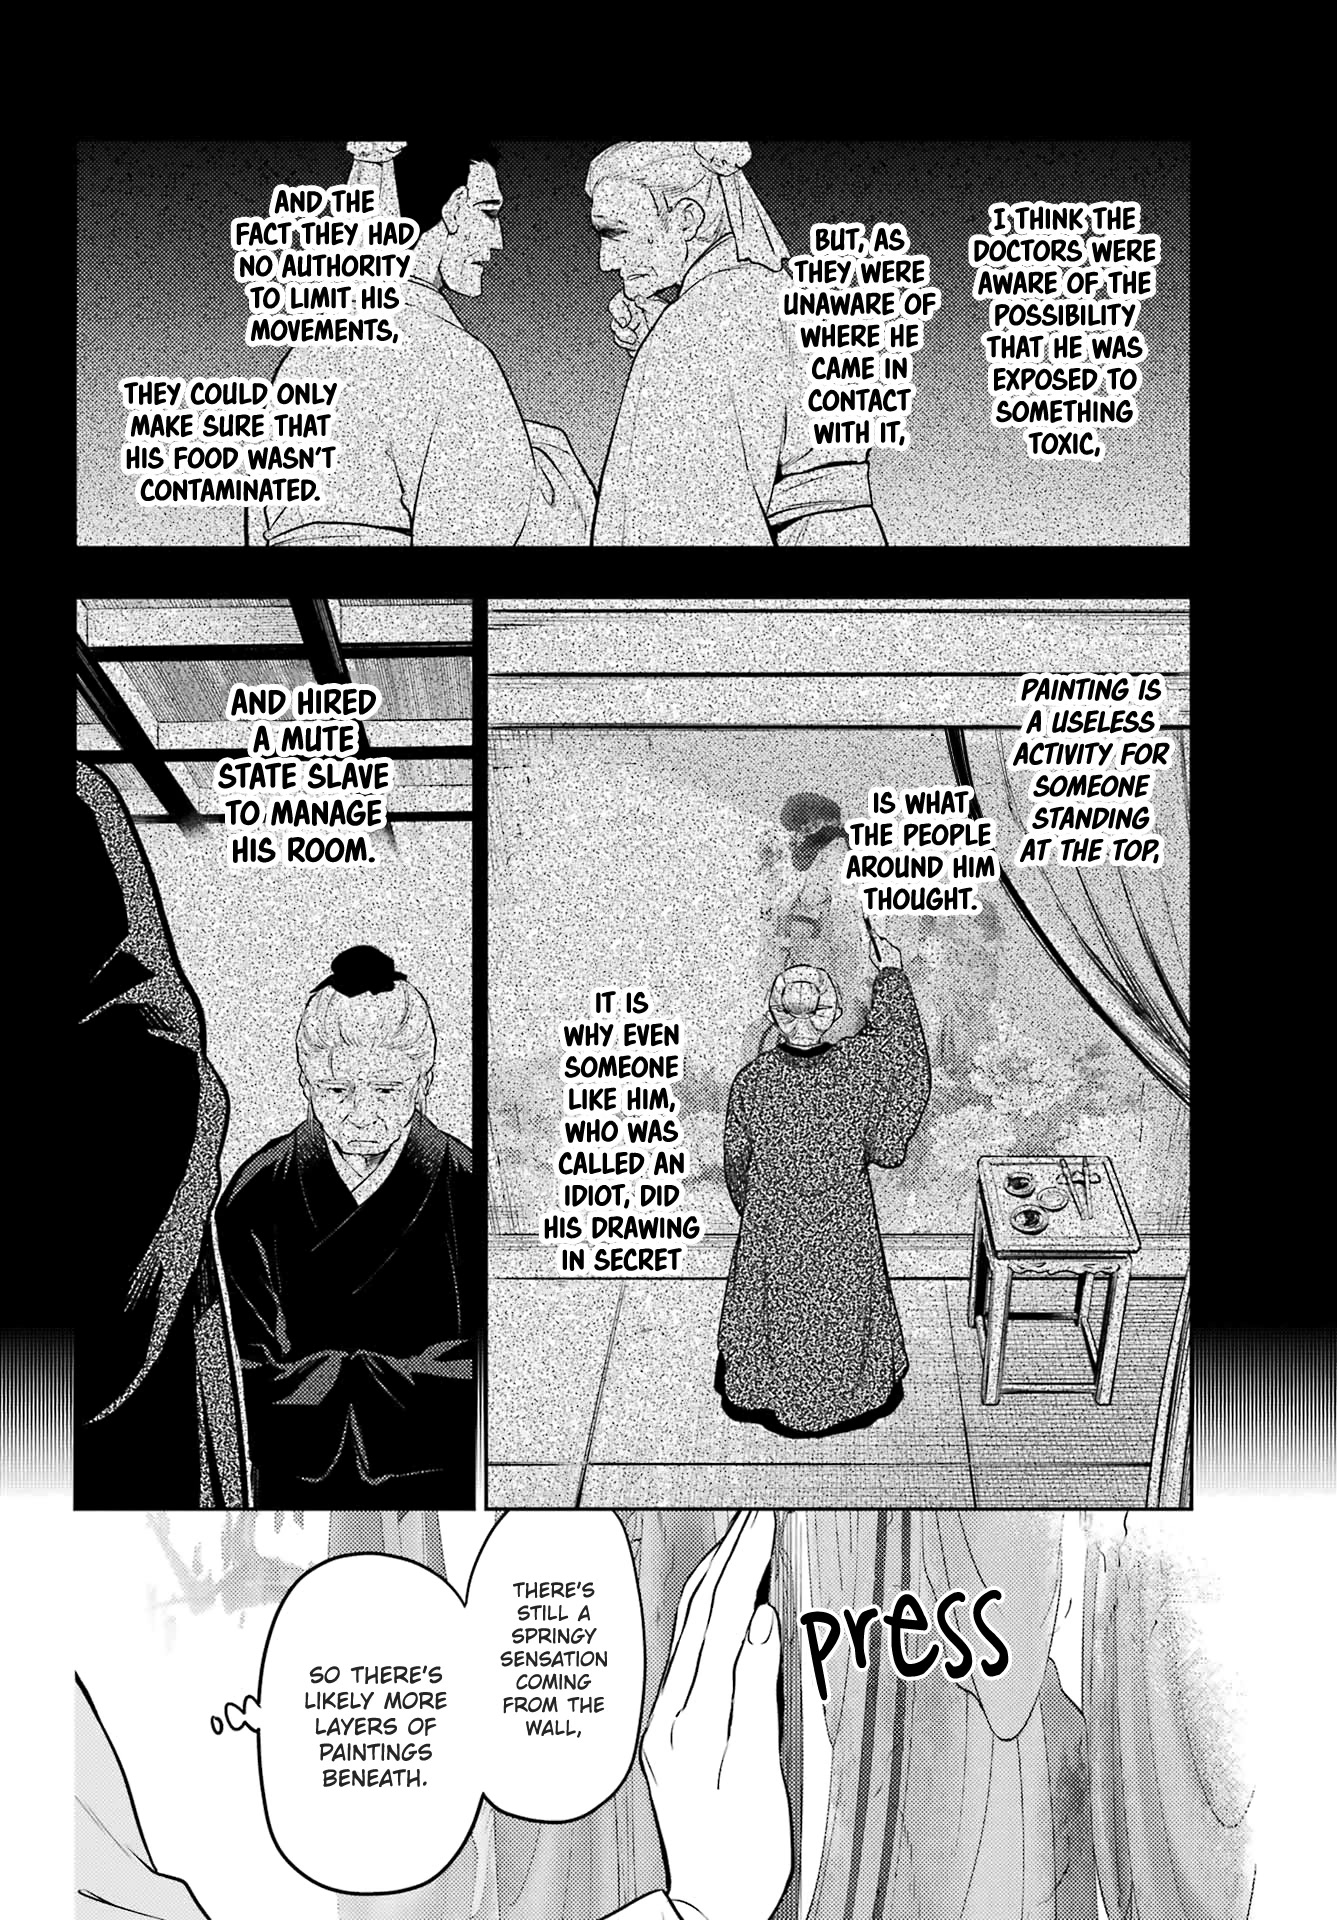 I THINK THE
DOCTORS WERE
AWARE OF THE
POSSIBILITY
THAT HE WAS
EXPOSED TO
SOMETHING
TOXIC,
BUT, AS
THEY WERE
UNAWARE OF
WHERE HE
CAME IN
CONTACT
WITH IT,
AND THE
FACT THEY HAD
NO AUTHORITY
TO LIMIT HIS
MOVEMENTS,
THEY COULD ONLY
MAKE SURE THAT
HIS FOOD WASN'T
CONTAMINATED.
PAINTING IS
A USELESS
ACTIVITY FOR
SOMEONE
STANDING
AT THE TOP,
IS WHAT
THE PEOPLE
AROUND HIM
THOUGHT.
IT IS
WHY EVEN
SOMEONE
LIKE HIM,
WHO WAS
CALLED AN
IDIOT, DID
HIS DRAWING
IN SECRET
AND HIRED
A MUTE
STATE SLAVE
TO MANAGE
HIS ROOM.
press
THERE'S
STILL A
SPRINGY
SENSATION
COMING
FROM THE
WALL,
SO THERE'S
LIKELY MORE
LAYERS OF
PAINTINGS
BENEATH.